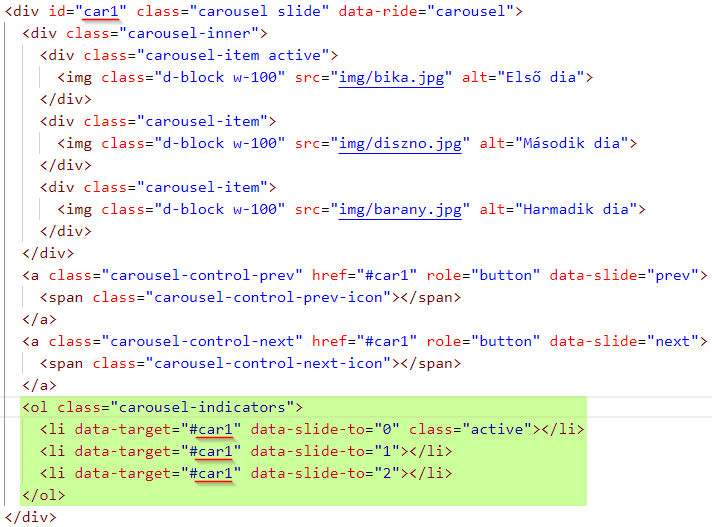 <div id="car1" class="carousel slide" data-ride="carousel">
<div class="carousel-inner">
<div class="carousel-item active">
<img class="d-block w-100" src="img/bika.jpg" alt="Első dia">
</div>
<div class="carousel-item">
<img class="d-block w-100" src="img/diszno.jpg" alt="Második dia">
</div>
<div class="carousel-item">
<img class="d-block w-100" src="img/barany.jpg" alt="Harmadik dia">
</div>
</div>
<a class="carousel-control-prev" href="#car1" role="button" data-slide="prev">
<span class="carousel-control-prev-icon"></span>
</a>
<a class="carousel-control-next" href="#car1" role="button" data-slide="next">
<span class="carousel-control-next-icon"></span>
</a>
<ol class="carousel-indicators">
<li data-target="#car1" data-slide-to="0" class="active"></li>
<li data-target="#car1" data-slide-to="1"></li>
<li data-target="#car1" data-slide-to="2"></li>
</ol>
</div>